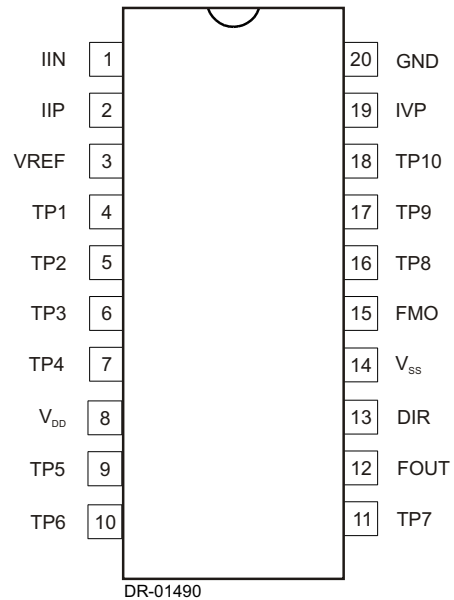 IIN 1 20 GND
IIP 2 19 IVP
VREF 3 18 TP10
TP1 4 17 TP9
TP2 5 16 TP8
TP3 6 15 FMO
TP4 7 14 VSS
VDD 8 13 DIR
TP5 9 12 FOUT
TP6 10 11 TP7
DR-01490